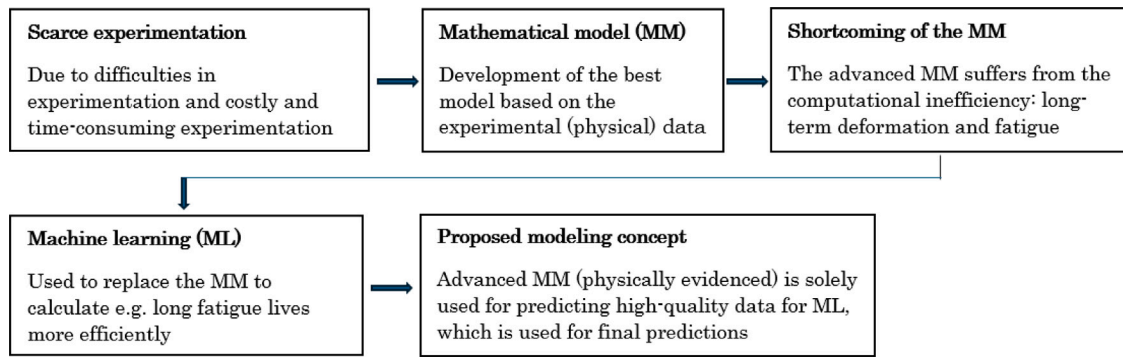 Scarce experimentation
Due to difficulties in
experimentation and costly and
time-consuming experimentation
Mathematical model (MM)
Development of the best
model based on the
experimental (physical) data
Shortcoming of the MM
The advanced MM suffers from the
computational inefficiency: long-
term deformation and fatigue
Machine learning (ML)
Used to replace the MM to
calculate e.g. long fatigue lives
more efficiently
Proposed modeling concept
Advanced MM (physically evidenced) is solely
used for predicting high-quality data for ML,
which is used for final predictions